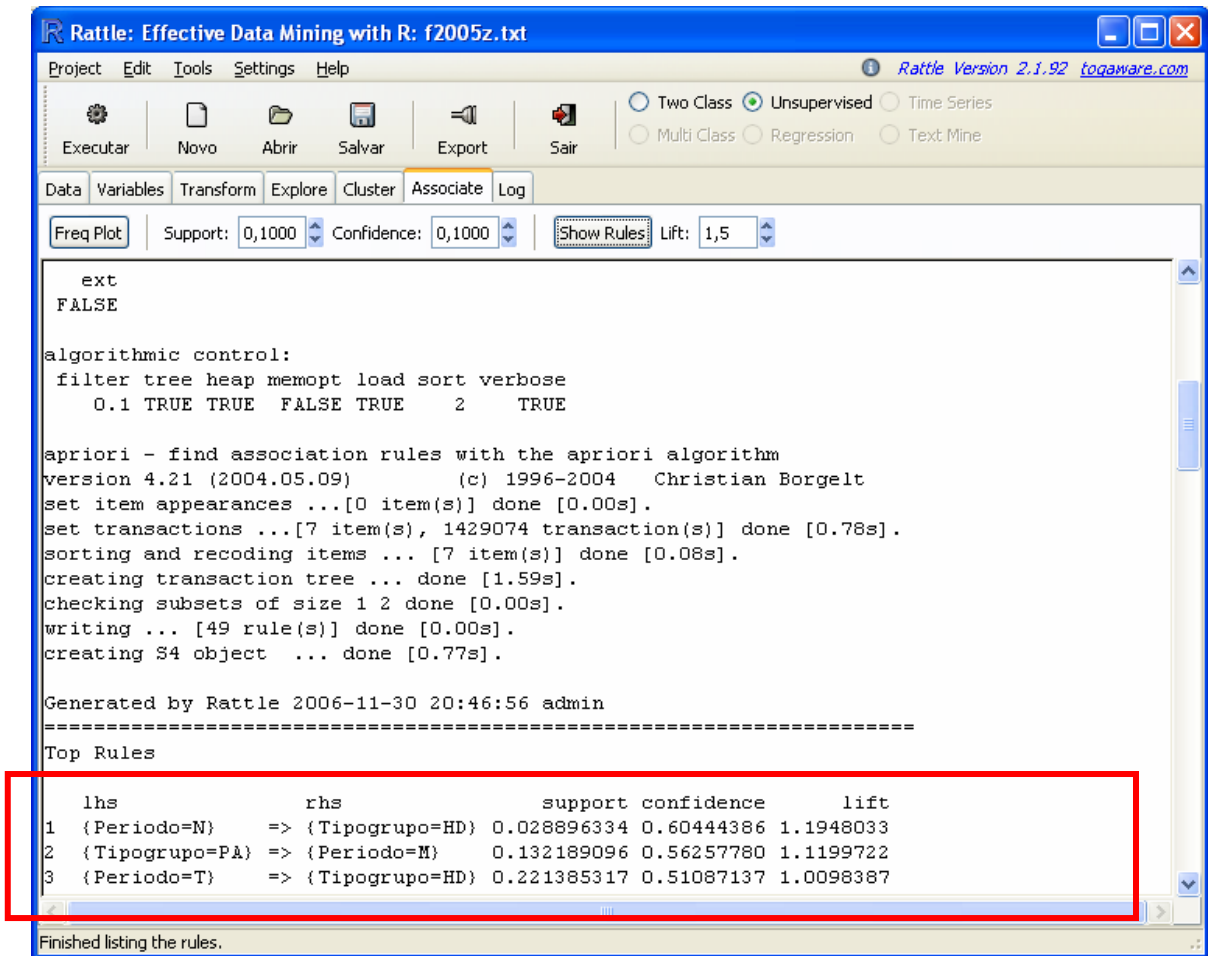 Rattle: Effective Data Mining with R: f2005z.txt
Project Edit Tools Settings Help Rattle Version 2.1.92 togaware.com
Two Class Unsupervised Time Series
Multi Class Regression Text Mine
Executar Novo Abrir Salvar Export Sair
Data Variables Transform Explore Cluster Associate Log
Freq Plot Support: 0,1000 Confidence: 0,1000 Show Rules Lift: 1,5
ext
FALSE
algorithmic control:
filter tree heap memopt load sort verbose
0.1 TRUE TRUE FALSE TRUE 2 TRUE
apriori - find association rules with the apriori algorithm
version 4.21 (2004.05.09) (c) 1996-2004 Christian Borgelt
set item appearances ...[0 item(s)] done [0.00s].
set transactions ...[7 item(s), 1429074 transaction(s)] done [0.78s].
sorting and recoding items ... [7 item(s)] done [0.08s].
creating transaction tree ... done [1.59s].
checking subsets of size 1 2 done [0.00s].
writing ... [49 rule(s)] done [0.00s].
creating S4 object ... done [0.77s].
Generated by Rattle 2006-11-30 20:46:56 admin
======================================================================
Top Rules
lhs rhs support confidence lift
1 {Periodo=N} => {Tipogrupo=HD} 0.028896334 0.60444386 1.1948033
2 {Tipogrupo=PA} => {Periodo=M} 0.132189096 0.56257780 1.1199722
3 {Periodo=T} => {Tipogrupo=HD} 0.221385317 0.51087137 1.0098387
Finished listing the rules.